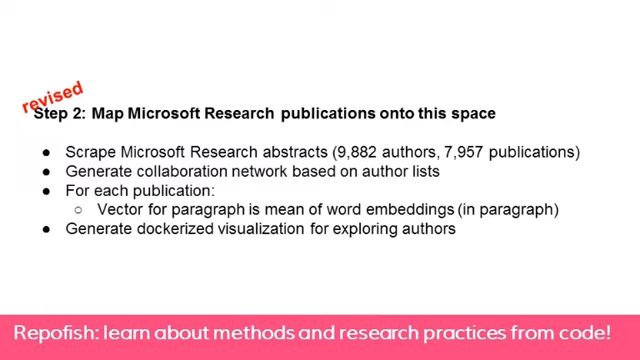 revised
Step 2: Map Microsoft Research publications onto this space
● Scrape Microsoft Research abstracts (9,882 authors, 7,957 publications)
● Generate collaboration network based on author lists
● For each publication:
○ Vector for paragraph is mean of word embeddings (in paragraph)
● Generate dockerized visualization for exploring authors
Repofish: learn about methods and research practices from code!